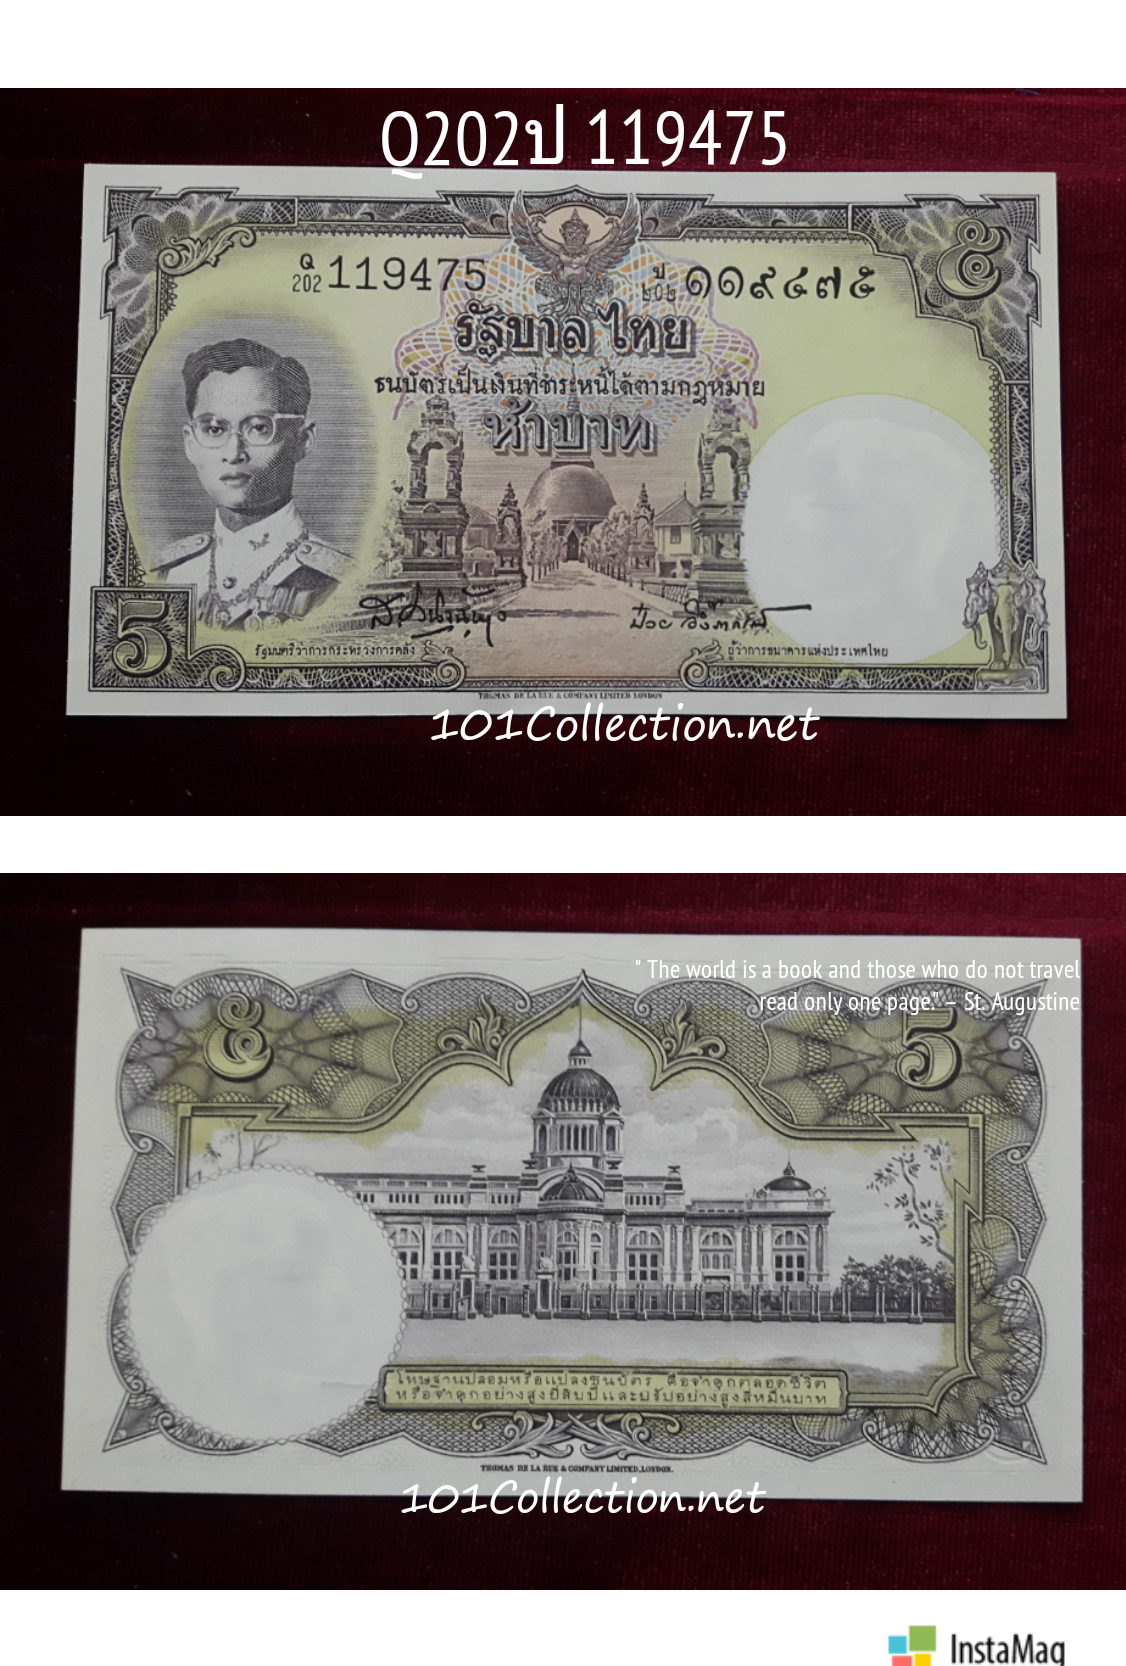 Q202ป 119475
Q
202 119475
ป
๒๐๒ ๑๑๙๔๗๕
๕
รัฐบาลไทย
ธนบัตร์เป็นเงินที่ชำระหนี้ได้ตามกฎหมาย
ห้าบาท
5
รัฐมนตรีว่าการกระทรวงการคลัง
ผู้ว่าการธนาคารแห่งประเทศไทย
THOMAS DE LA RUE & COMPANY LIMITED LONDON
101Collection.net
" The world is a book and those who do not travel
read only one page." – St. Augustine
๕
5
โทษฐานปลอมหรือแปลงธนบัตร์ คือจำคุกตลอดชีวิต
หรือจำคุกอย่างสูงยี่สิบปีและปรับอย่างสูงสี่หมื่นบาท
THOMAS DE LA RUE & COMPANY LIMITED, LONDON.
101Collection.net
InstaMag